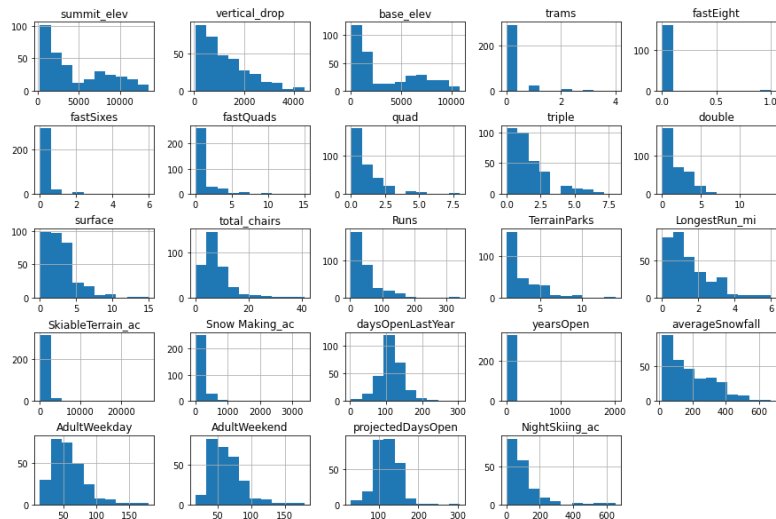 summit_elev vertical_drop base_elev trams fastEight
100 50 0
0 5000 10000
50 0
0 2000 4000
100 50 0
0 5000 10000
200 0
0 2 4
100 0
0.0 0.5 1.0
fastSixes fastQuads quad triple double
200 0
0 2 4 6
200 100 0
0 5 10 15
100 0
0.0 2.5 5.0 7.5
100 50 0
0.0 2.5 5.0 7.5
100 0
0 10
surface total_chairs Runs TerrainParks LongestRun_mi
100 50 0
0 5 10 15
100 0
0 20 40
100 0
0 100 200 300
100 0
5 10
50 0
0 2 4 6
SkiableTerrain_ac Snow Making_ac daysOpenLastYear yearsOpen averageSnowfall
200 0
0 10000 20000
200 100 0
0 1000 2000 3000
100 50 0
0 100 200 300
200 0
0 1000 2000
50 0
0 200 400 600
AdultWeekday AdultWeekend projectedDaysOpen NightSkiing_ac
50 0
50 100 150
50 0
50 100 150
50 0
100 200 300
50 0
0 200 400 600